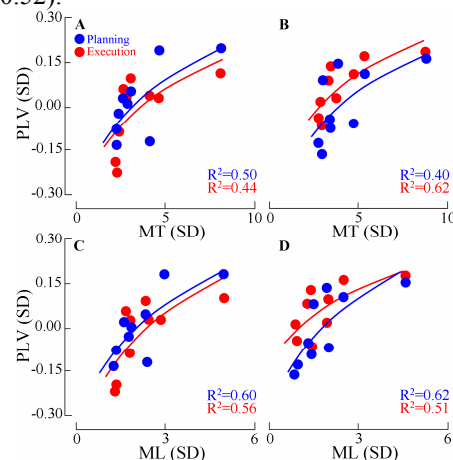 0.52).
A
B
Planning
Execution
PLV (SD)
0.30
0.15
0.00
-0.15
-0.30
R²=0.50
R²=0.44
R²=0.40
R²=0.62
0 5 10 0 5 10
MT (SD) MT (SD)
C
D
PLV (SD)
0.30
0.15
0.00
-0.15
-0.30
R²=0.60
R²=0.56
R²=0.62
R²=0.51
0 3 6 0 3 6
ML (SD) ML (SD)